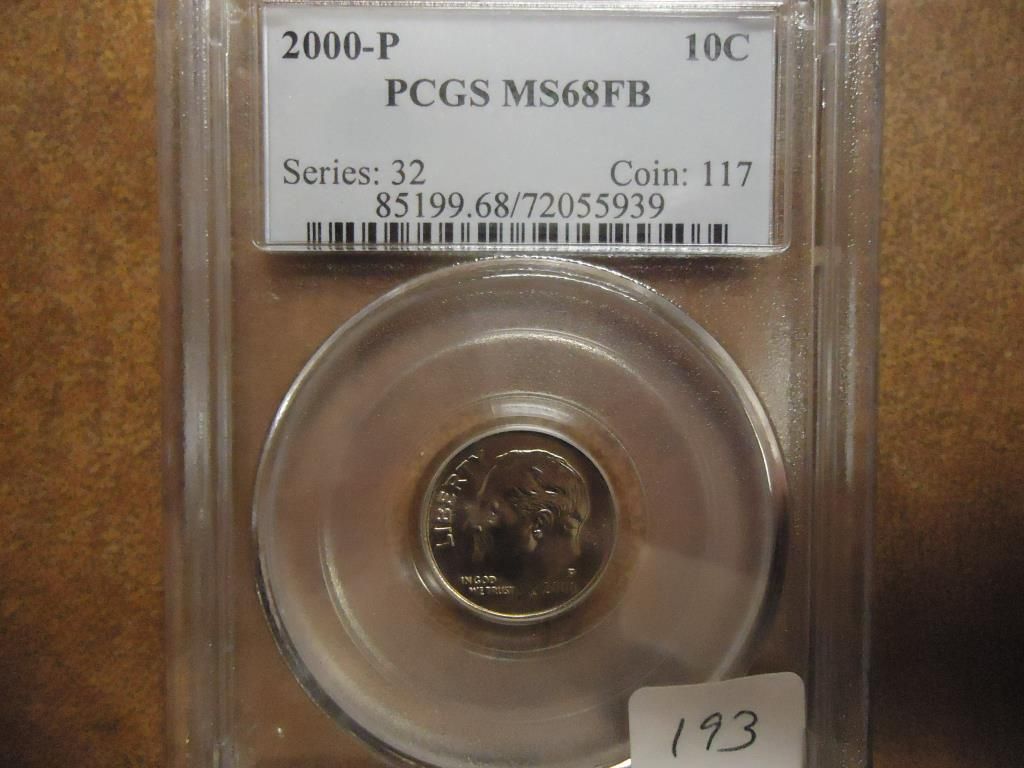 2000-P 10C
PCGS MS68FB
Series: 32 Coin: 117
85199.68/72055939
LIBERTY
IN GOD
WE TRUST
P
193